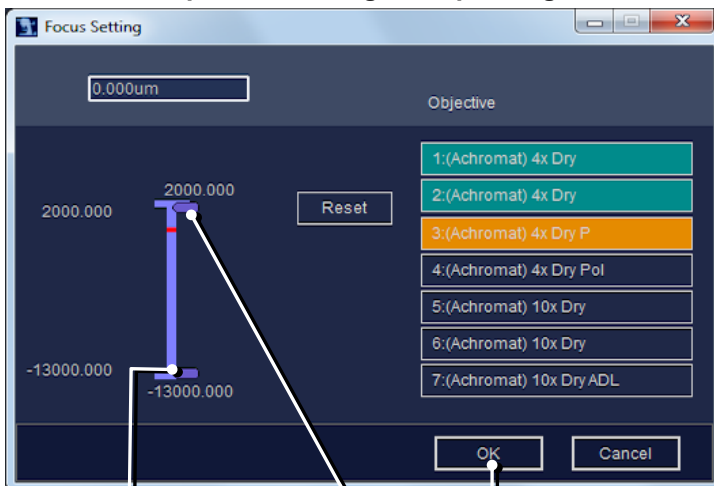 Focus Setting
0.000um
Objective
1:(Achromat) 4x Dry
2:(Achromat) 4x Dry
3:(Achromat) 4x Dry P
4:(Achromat) 4x Dry Pol
5:(Achromat) 10x Dry
6:(Achromat) 10x Dry
7:(Achromat) 10x Dry ADL
2000.000
2000.000
Reset
-13000.000
-13000.000
OK
Cancel